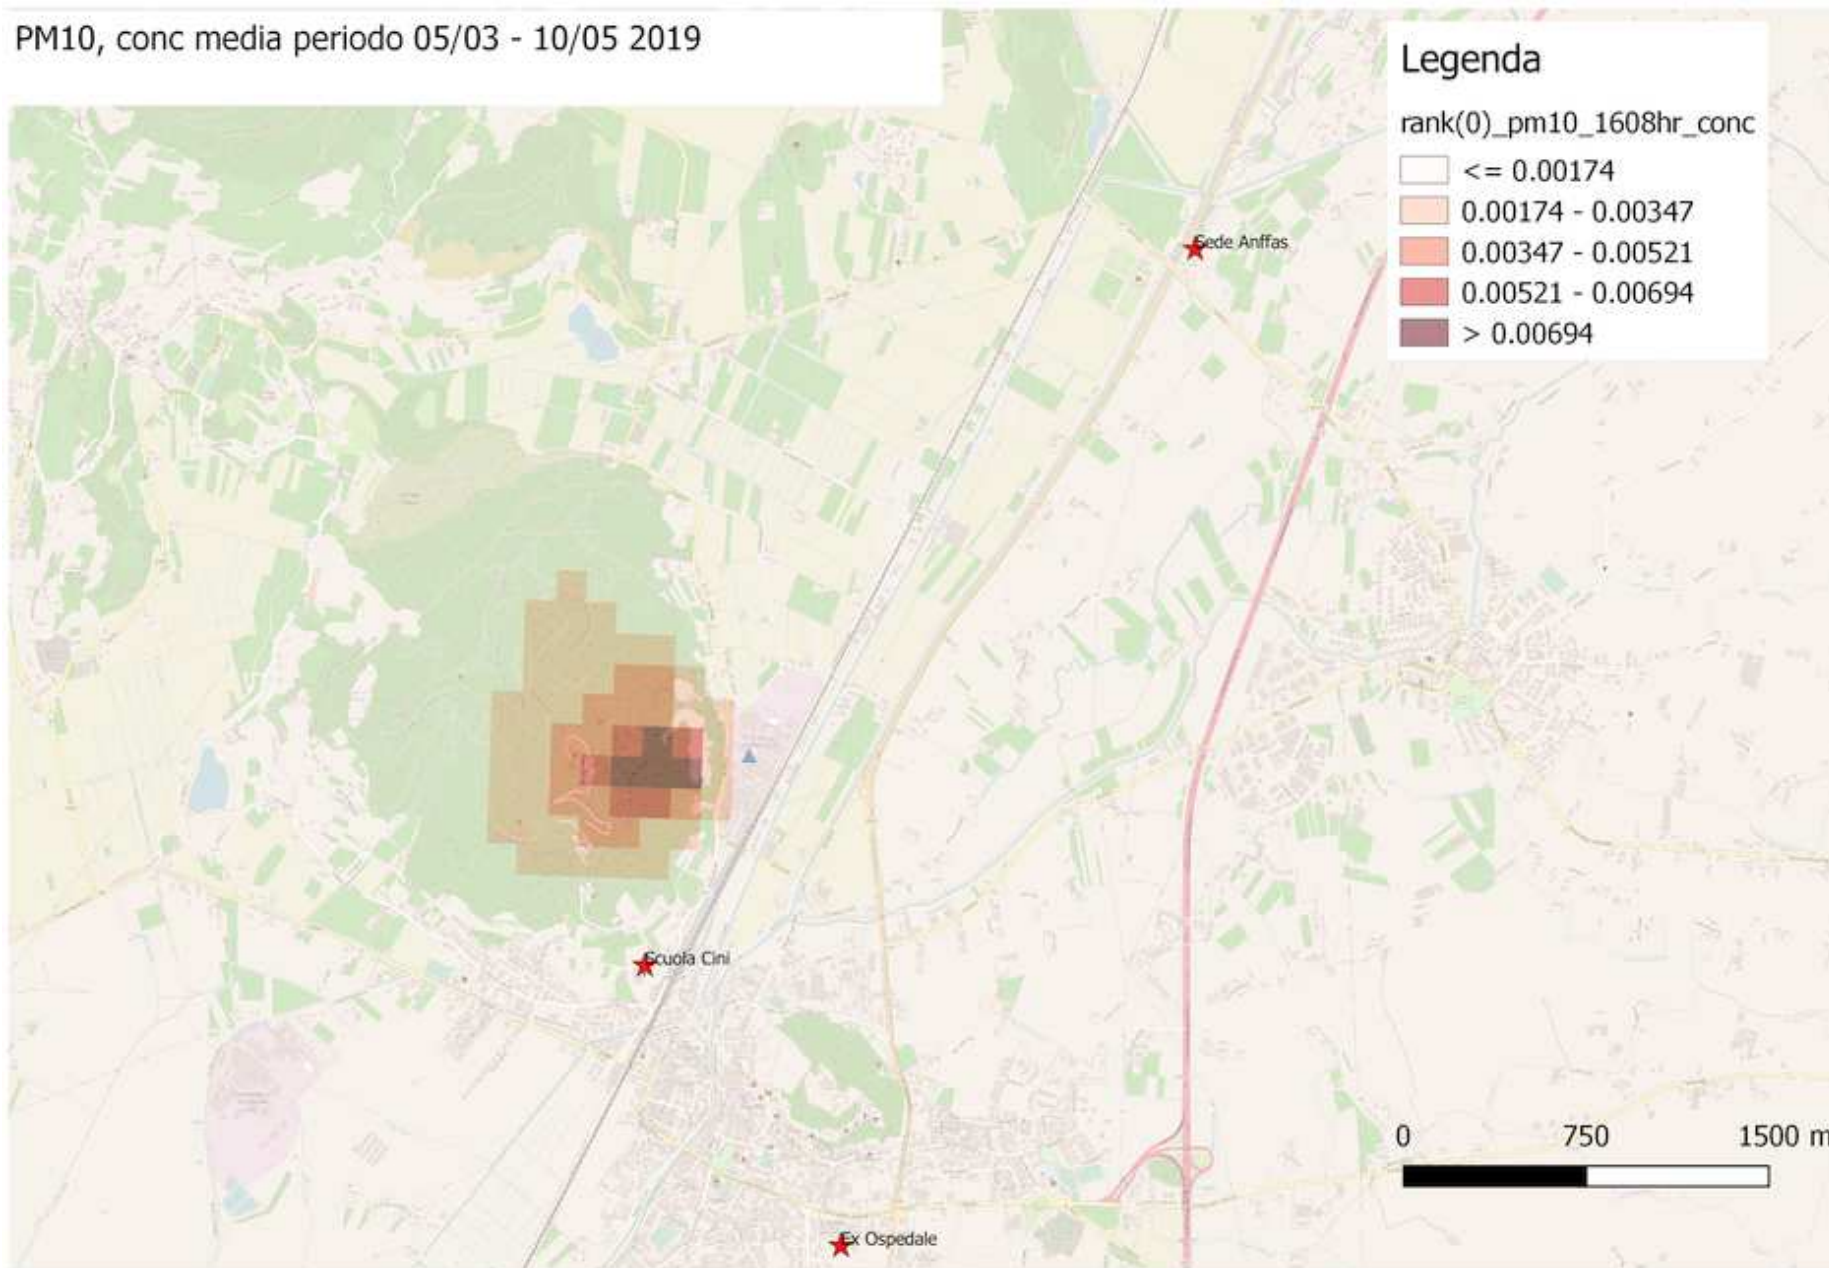 PM10, conc media periodo 05/03 - 10/05 2019
Legenda
rank(0)_pm10_1608hr_conc
<= 0.00174
0.00174 - 0.00347
0.00347 - 0.00521
0.00521 - 0.00694
> 0.00694
Sede Anffas
Scuola Cini
Ex Ospedale
0 750 1500 m